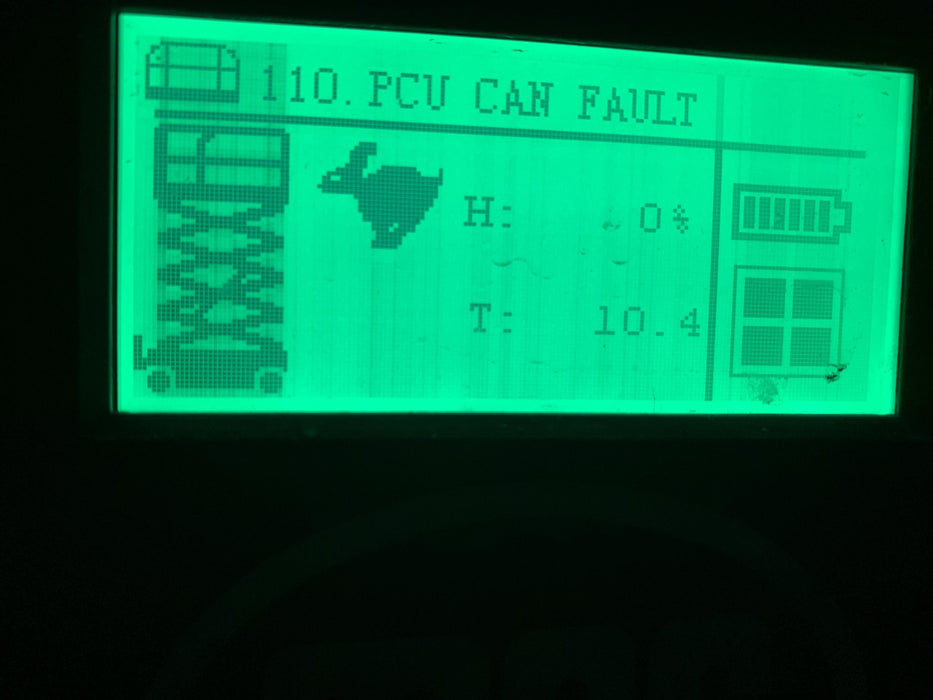 110. PCU CAN FAULT
H: 0%
T: 10.4